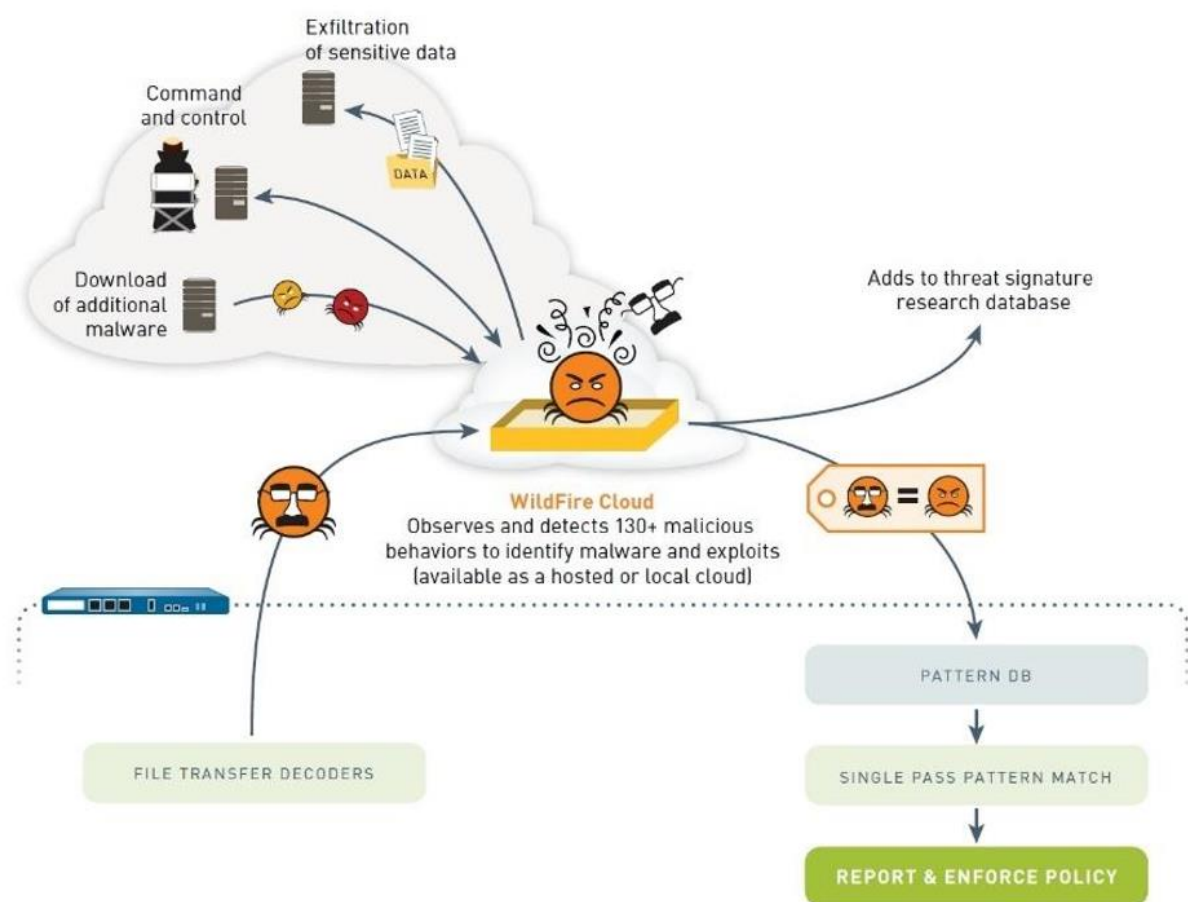 Exfiltration
of sensitive data
Command
and control
DATA
Download
of additional
malware
Adds to threat signature
research database
WildFire Cloud
Observes and detects 130+ malicious
behaviors to identify malware and exploits
(available as a hosted or local cloud)
=
PATTERN DB
FILE TRANSFER DECODERS
SINGLE PASS PATTERN MATCH
REPORT & ENFORCE POLICY